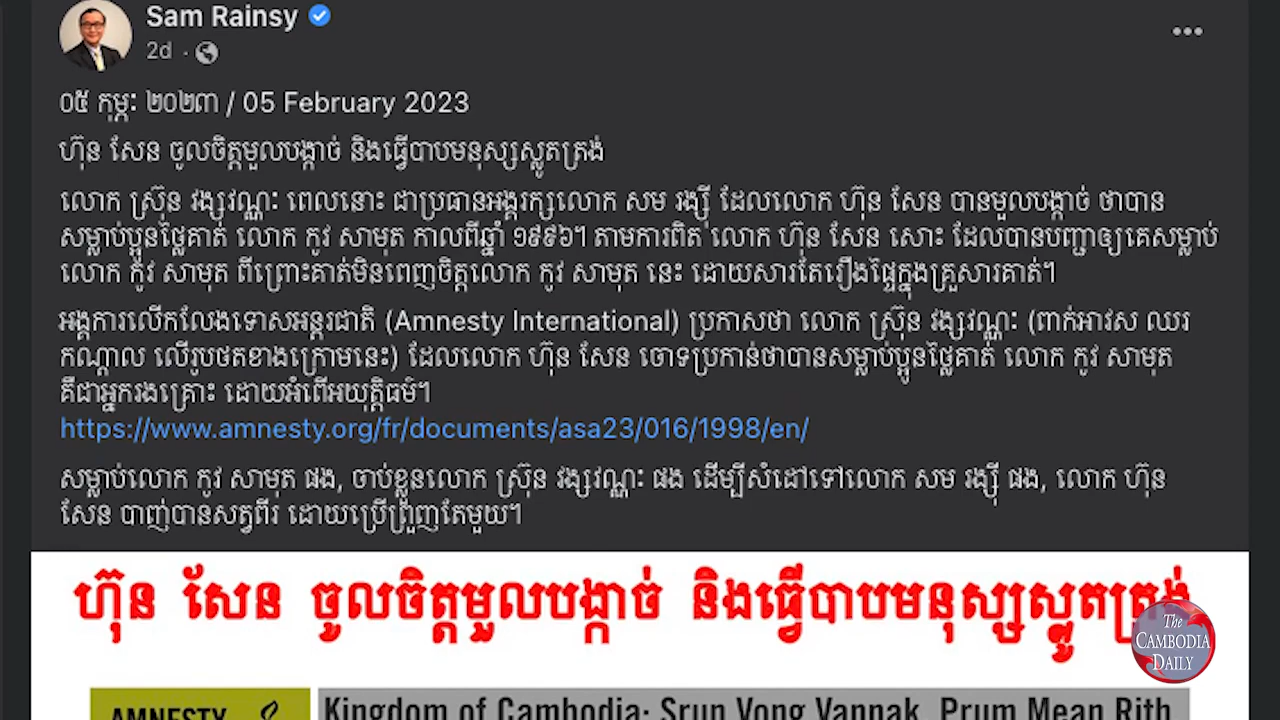 Sam Rainsy
2d ·
០៥ កុម្ភៈ ២០២៣ / 05 February 2023
ហ៊ុន សែន ចូលចិត្តមួលបង្កាច់ និងធ្វើបាបមនុស្សស្លូតត្រង់
លោក ស្រ៊ុន វង្សវណ្ណៈ ពេលនោះ ជាប្រធានអង្គរក្សលោក សម រង្ស៊ី ដែលលោក ហ៊ុន សែន បានមួលបង្កាច់ ថាបាន
សម្លាប់ប្អូនថ្លៃគាត់ លោក កូវ សាមុត កាលពីឆ្នាំ ១៩៩៦។ តាមការពិត លោក ហ៊ុន សែន សោះ ដែលបានបញ្ជាឲ្យគេសម្លាប់
លោក កូវ សាមុត ពីព្រោះគាត់មិនពេញចិត្តលោក កូវ សាមុត នេះ ដោយសារតែរឿងផ្ទៃក្នុងគ្រួសារគាត់។
អង្គការលើកលែងទោសអន្តរជាតិ (Amnesty International) ប្រកាសថា លោក ស្រ៊ុន វង្សវណ្ណៈ (ពាក់អាវស ឈរ
កណ្តាល លើរូបថតខាងក្រោមនេះ) ដែលលោក ហ៊ុន សែន ចោទប្រកាន់ថាបានសម្លាប់ប្អូនថ្លៃគាត់ លោក កូវ សាមុត
គឺជាអ្នករងគ្រោះ ដោយអំពើអយុត្តិធម៌។
https://www.amnesty.org/fr/documents/asa23/016/1998/en/
សម្លាប់លោក កូវ សាមុត ផង, ចាប់ខ្លួនលោក ស្រ៊ុន វង្សវណ្ណៈ ផង ដើម្បីសំដៅទៅលោក សម រង្ស៊ី ផង, លោក ហ៊ុន
សែន បាញ់បានសត្វពីរ ដោយប្រើព្រួញតែមួយ។
ហ៊ុន សែន ចូលចិត្តមួលបង្កាច់ និងធ្វើបាបមនុស្សស្លូតត្រង់
The
CAMBODIA
DAILY
AMNESTY
Kingdom of Cambodia: Srun Vong Vannak, Prum Mean Rith